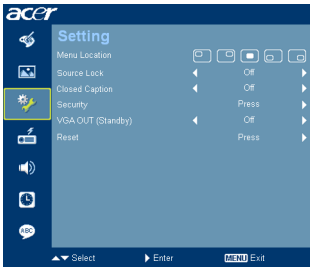 acer
Setting
Menu Location
Source Lock Off
Closed Caption Off
Security Press
VGA OUT (Standby) Off
Reset Press
ABC
Select Enter MENU Exit